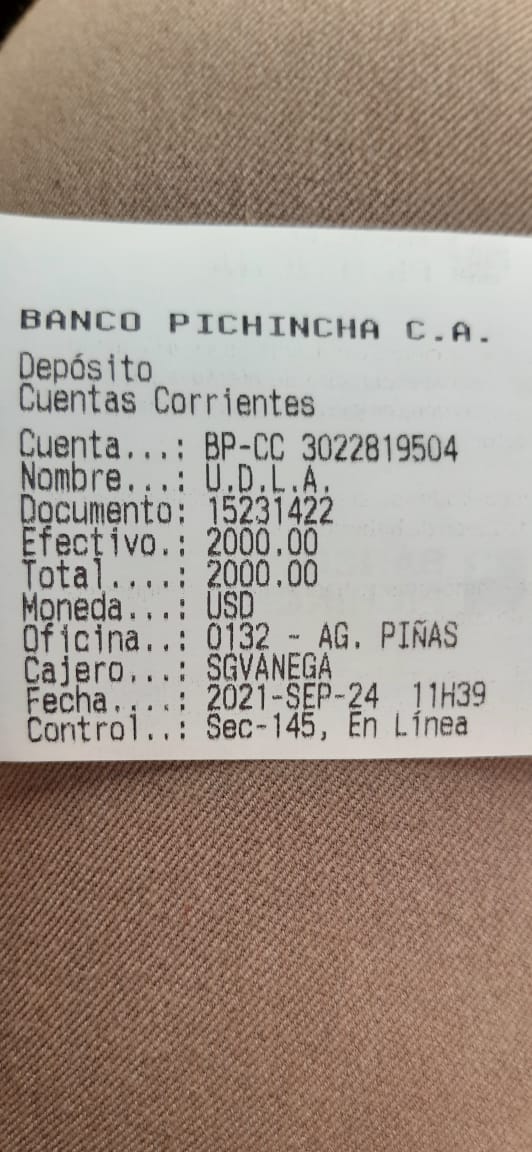 BANCO PICHINCHA C.A.
Depósito
Cuentas Corrientes
Cuenta...: BP-CC 3022819504
Nombre...: U.D.L.A.
Documento: 15231422
Efectivo.: 2000.00
Total....: 2000.00
Moneda...: USD
Oficina..: 0132 - AG. PIÑAS
Cajero...: SGVANEGA
Fecha....: 2021-SEP-24 11H39
Control..: Sec-145, En Línea